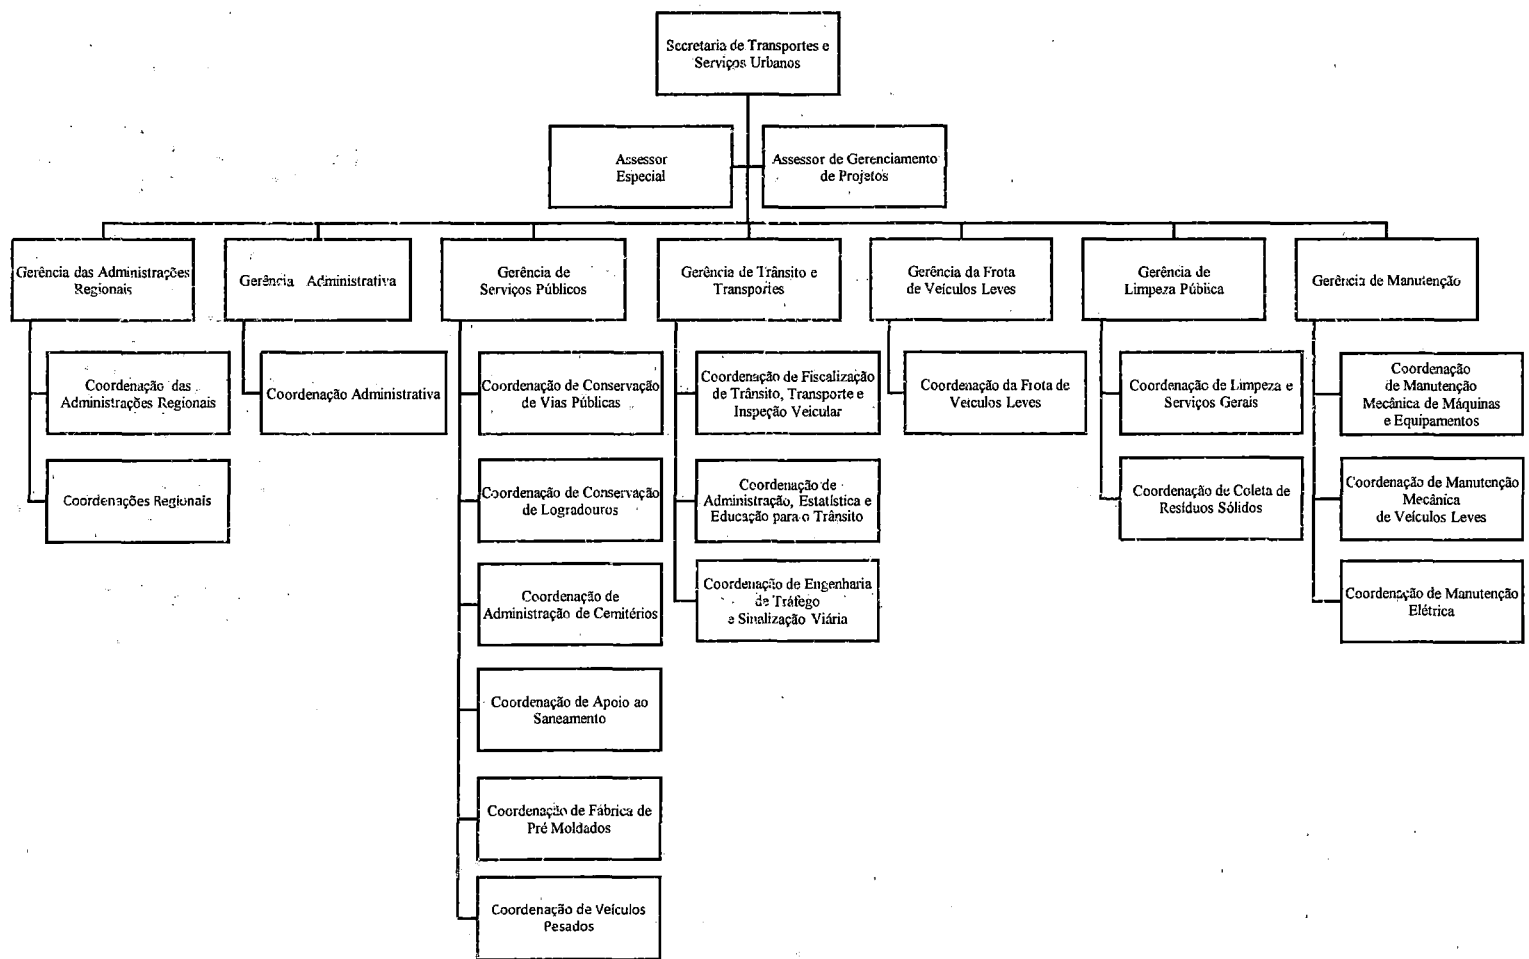 Secretaria de Transportes e
Serviços Urbanos
Assessor
Especial
Assessor de Gerenciamento
de Projetos
Gerência das Administrações
Regionais
Gerência Administrativa
Gerência de
Serviços Públicos
Gerência de Trânsito e
Transportes
Gerência da Frota
de Veículos Leves
Gerência de
Limpeza Pública
Gerência de Manutenção
Coordenação das
Administrações Regionais
Coordenações Regionais
Coordenação Administrativa
Coordenação de Conservação
de Vias Públicas
Coordenação de Conservação
de Logradouros
Coordenação de
Administração de Cemitérios
Coordenação de Apoio ao
Saneamento
Coordenação de Fábrica de
Pré Moldados
Coordenação de Veículos
Pesados
Coordenação de Fiscalização
de Trânsito, Transporte e
Inspeção Veicular
Coordenação de
Administração, Estatística e
Educação para o Trânsito
Coordenação de Engenharia
de Tráfego
e Sinalização Viária
Coordenação da Frota de
Veículos Leves
Coordenação de Limpeza e
Serviços Gerais
Coordenação de Coleta de
Resíduos Sólidos
Coordenação
de Manutenção
Mecânica de Máquinas
e Equipamentos
Coordenação de Manutenção
Mecânica
de Veículos Leves
Coordenação de Manutenção
Elétrica